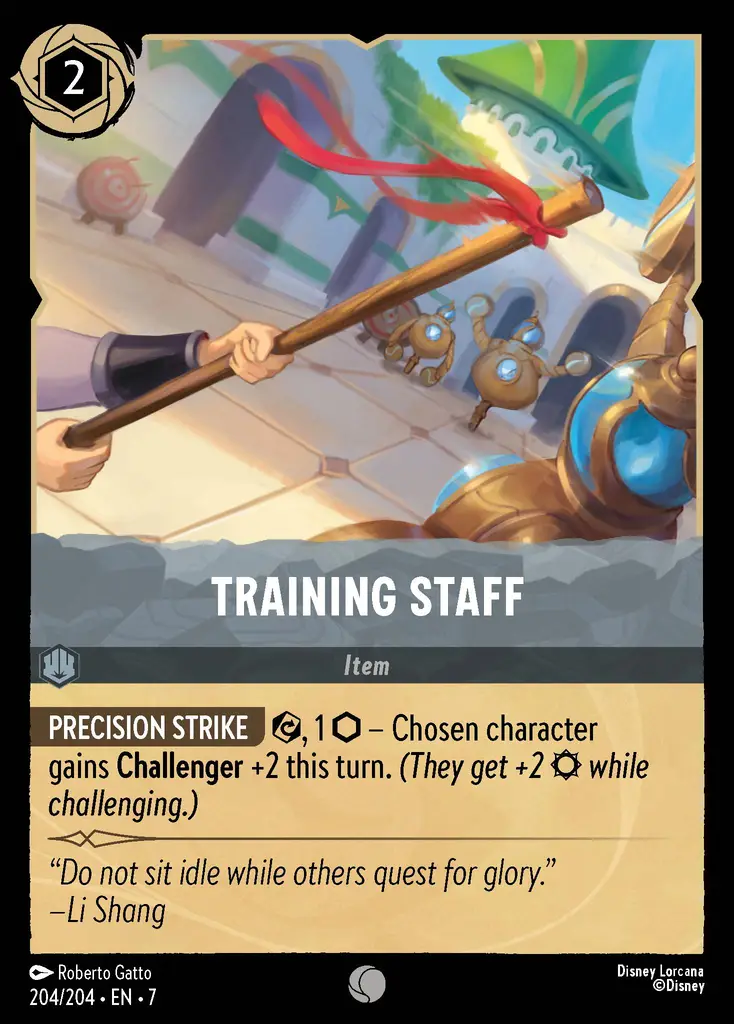 2
TRAINING STAFF
Item
PRECISION STRIKE , 1 – Chosen character
gains Challenger +2 this turn. (They get +2 while
challenging.)
“Do not sit idle while others quest for glory.”
–Li Shang
Roberto Gatto
204/204 • EN • 7
Disney Lorcana
©Disney